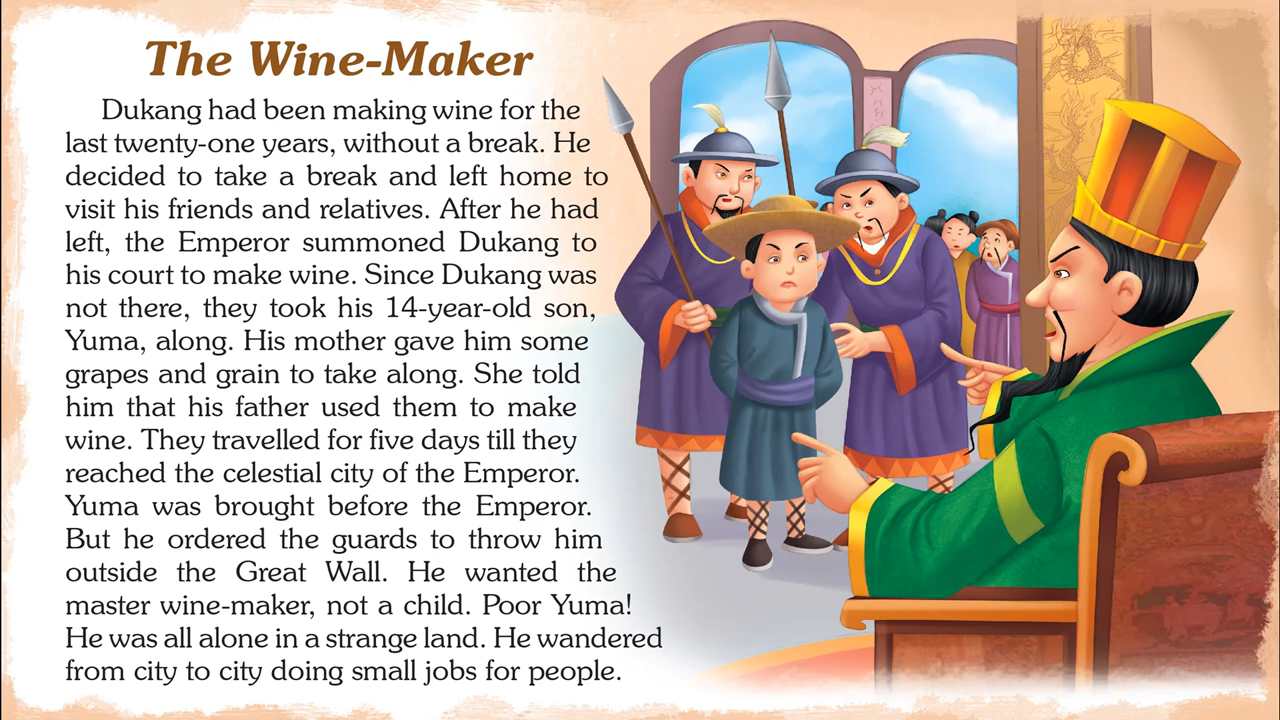 The Wine-Maker
Dukang had been making wine for the
last twenty-one years, without a break. He
decided to take a break and left home to
visit his friends and relatives. After he had
left, the Emperor summoned Dukang to
his court to make wine. Since Dukang was
not there, they took his 14-year-old son,
Yuma, along. His mother gave him some
grapes and grain to take along. She told
him that his father used them to make
wine. They travelled for five days till they
reached the celestial city of the Emperor.
Yuma was brought before the Emperor.
But he ordered the guards to throw him
outside the Great Wall. He wanted the
master wine-maker, not a child. Poor Yuma!
He was all alone in a strange land. He wandered
from city to city doing small jobs for people.